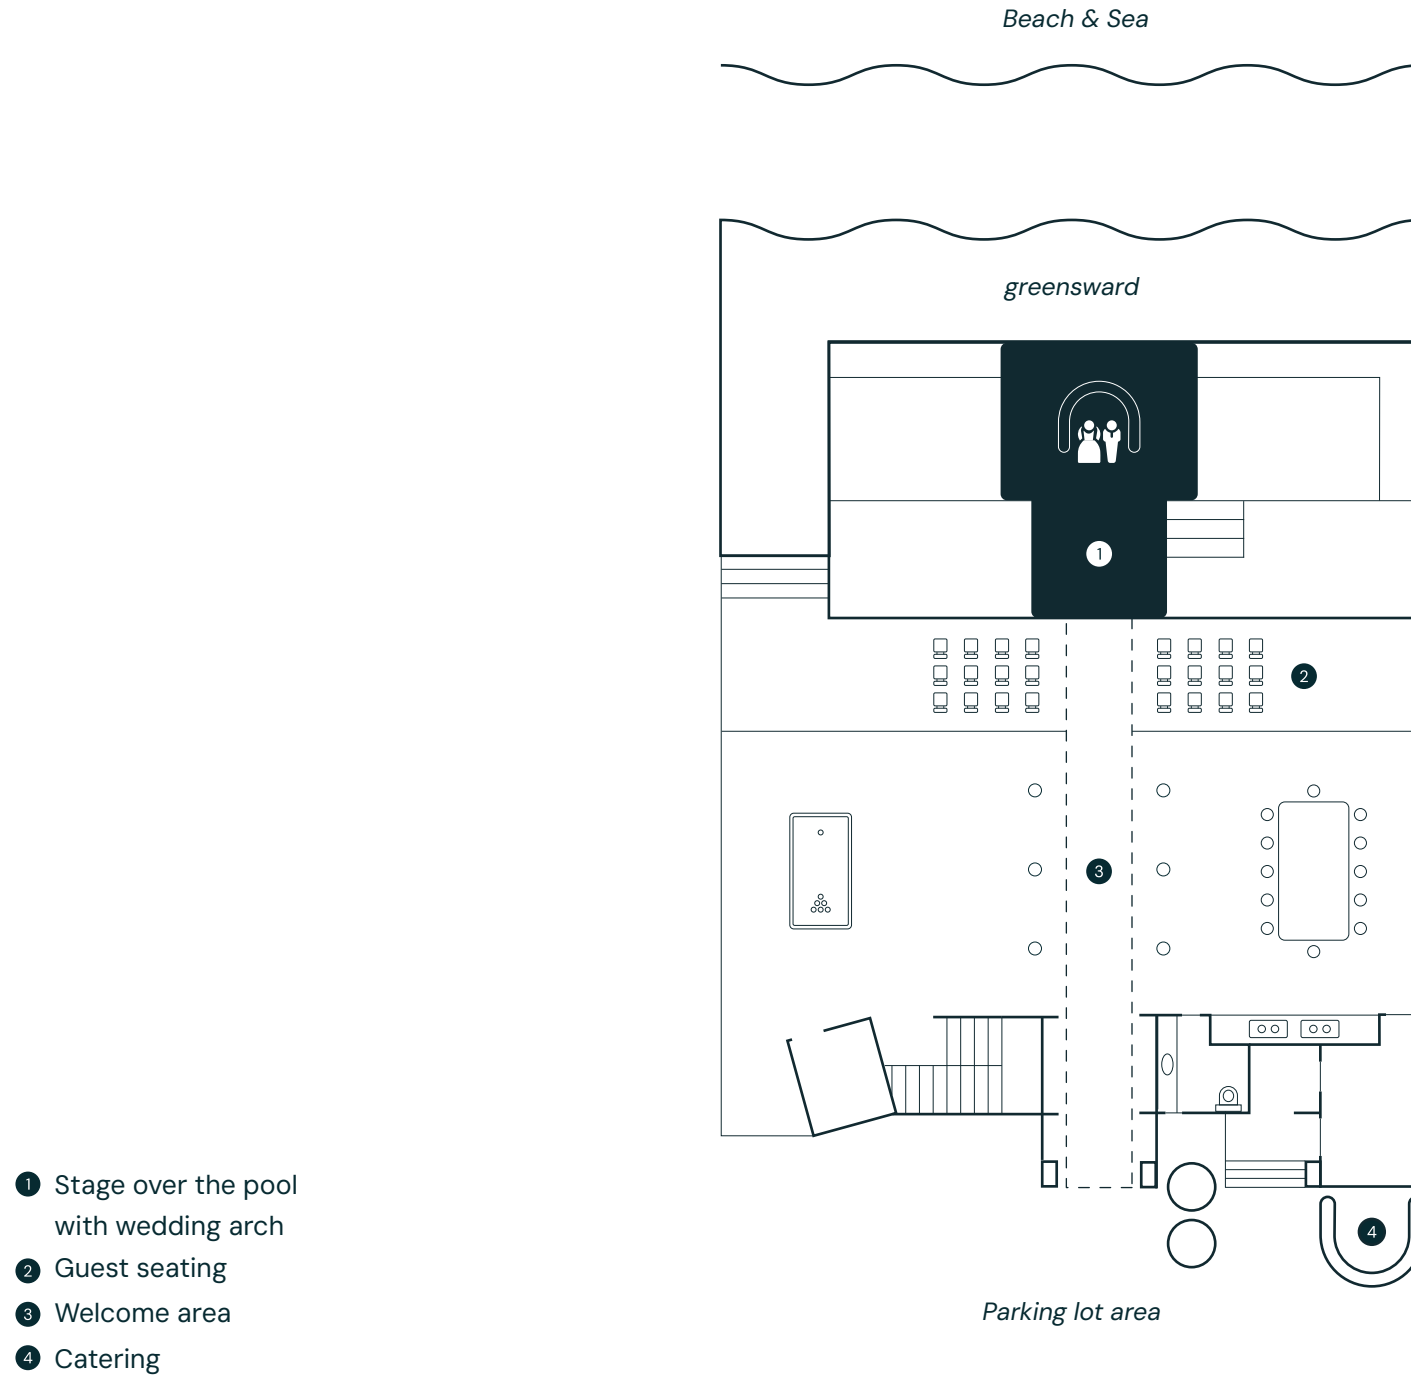 Beach & Sea
greensward
1
2
3
4
Parking lot area
1 Stage over the pool
with wedding arch
2 Guest seating
3 Welcome area
4 Catering